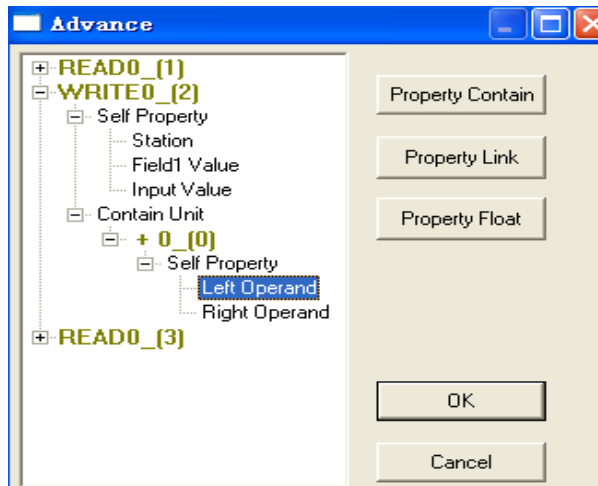 Advance
READ0_(1)
WRITE0_(2)
Self Property
Station
Field1 Value
Input Value
Contain Unit
+ 0_(0)
Self Property
Left Operand
Right Operand
READ0_(3)
Property Contain
Property Link
Property Float
OK
Cancel